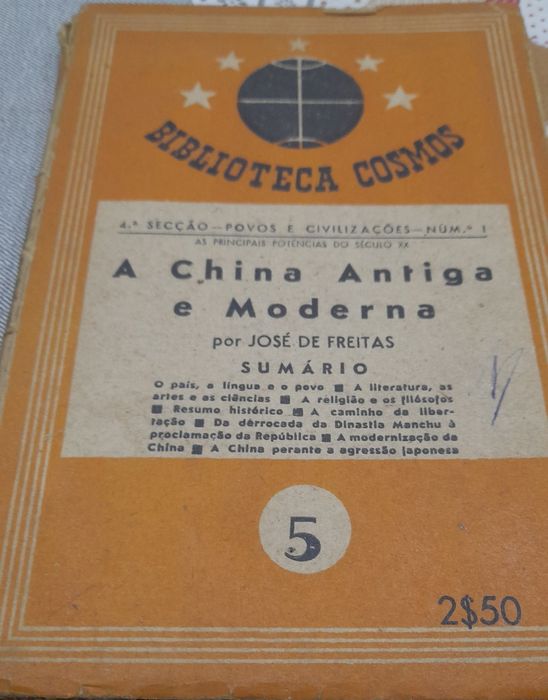 BIBLIOTECA COSMOS
4.ª SECÇÃO—POVOS E CIVILIZAÇÕES—NÚM.º 1
AS PRINCIPAIS POTÊNCIAS DO SÉCULO XX
A China Antiga
e Moderna
por JOSÉ DE FREITAS
SUMÁRIO
O país, a língua e o povo ■ A literatura, as
artes e as ciências ■ A religião e os filósofos
■ Resumo histórico ■ A caminho da liber-
tação ■ Da derrocada da Dinastia Manchu à
proclamação da República ■ A modernização da
China ■ A China perante a agressão japonesa
5
2$50